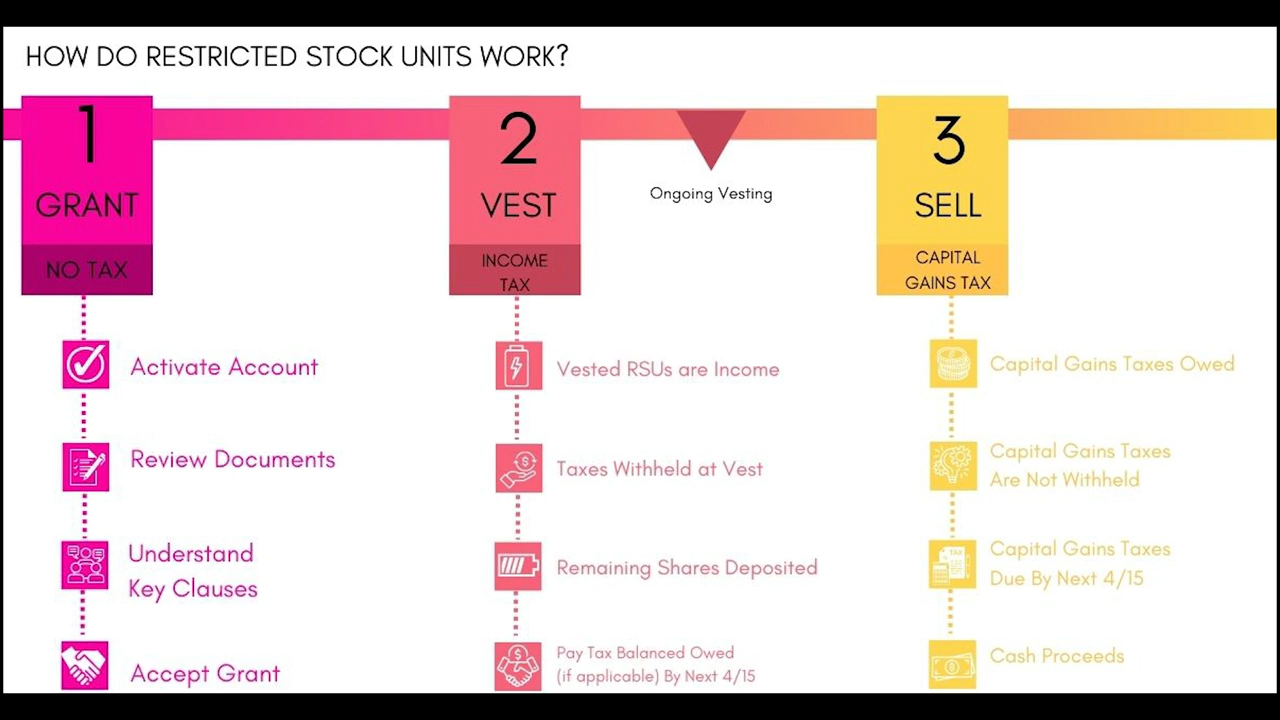 HOW DO RESTRICTED STOCK UNITS WORK?
1
GRANT
NO TAX
Activate Account
Review Documents
Understand
Key Clauses
Accept Grant
2
VEST
INCOME
TAX
Vested RSUs are Income
Taxes Withheld at Vest
Remaining Shares Deposited
Pay Tax Balanced Owed
(if applicable) By Next 4/15
Ongoing Vesting
3
SELL
CAPITAL
GAINS TAX
Capital Gains Taxes Owed
Capital Gains Taxes
Are Not Withheld
TAX
Capital Gains Taxes
Due By Next 4/15
Cash Proceeds